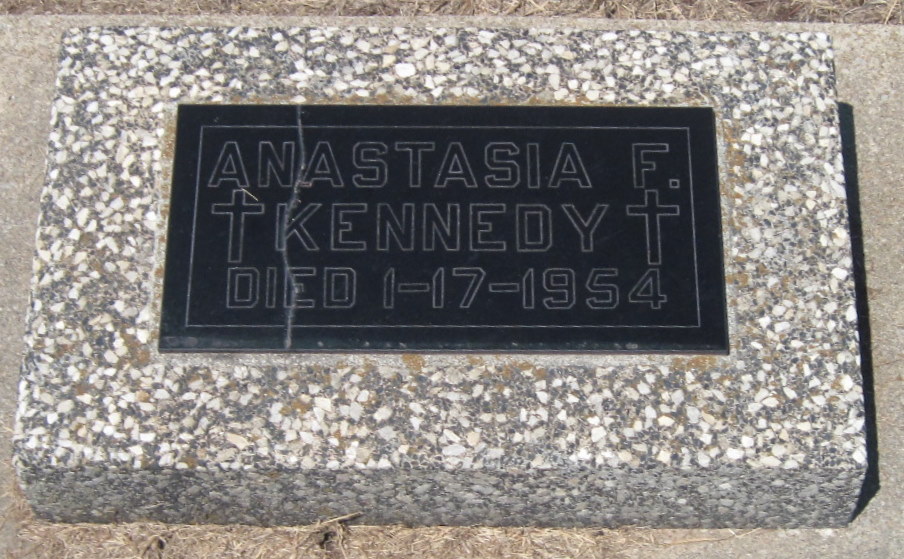 ANASTASIA F.
KENNEDY
DIED 1-17-1954